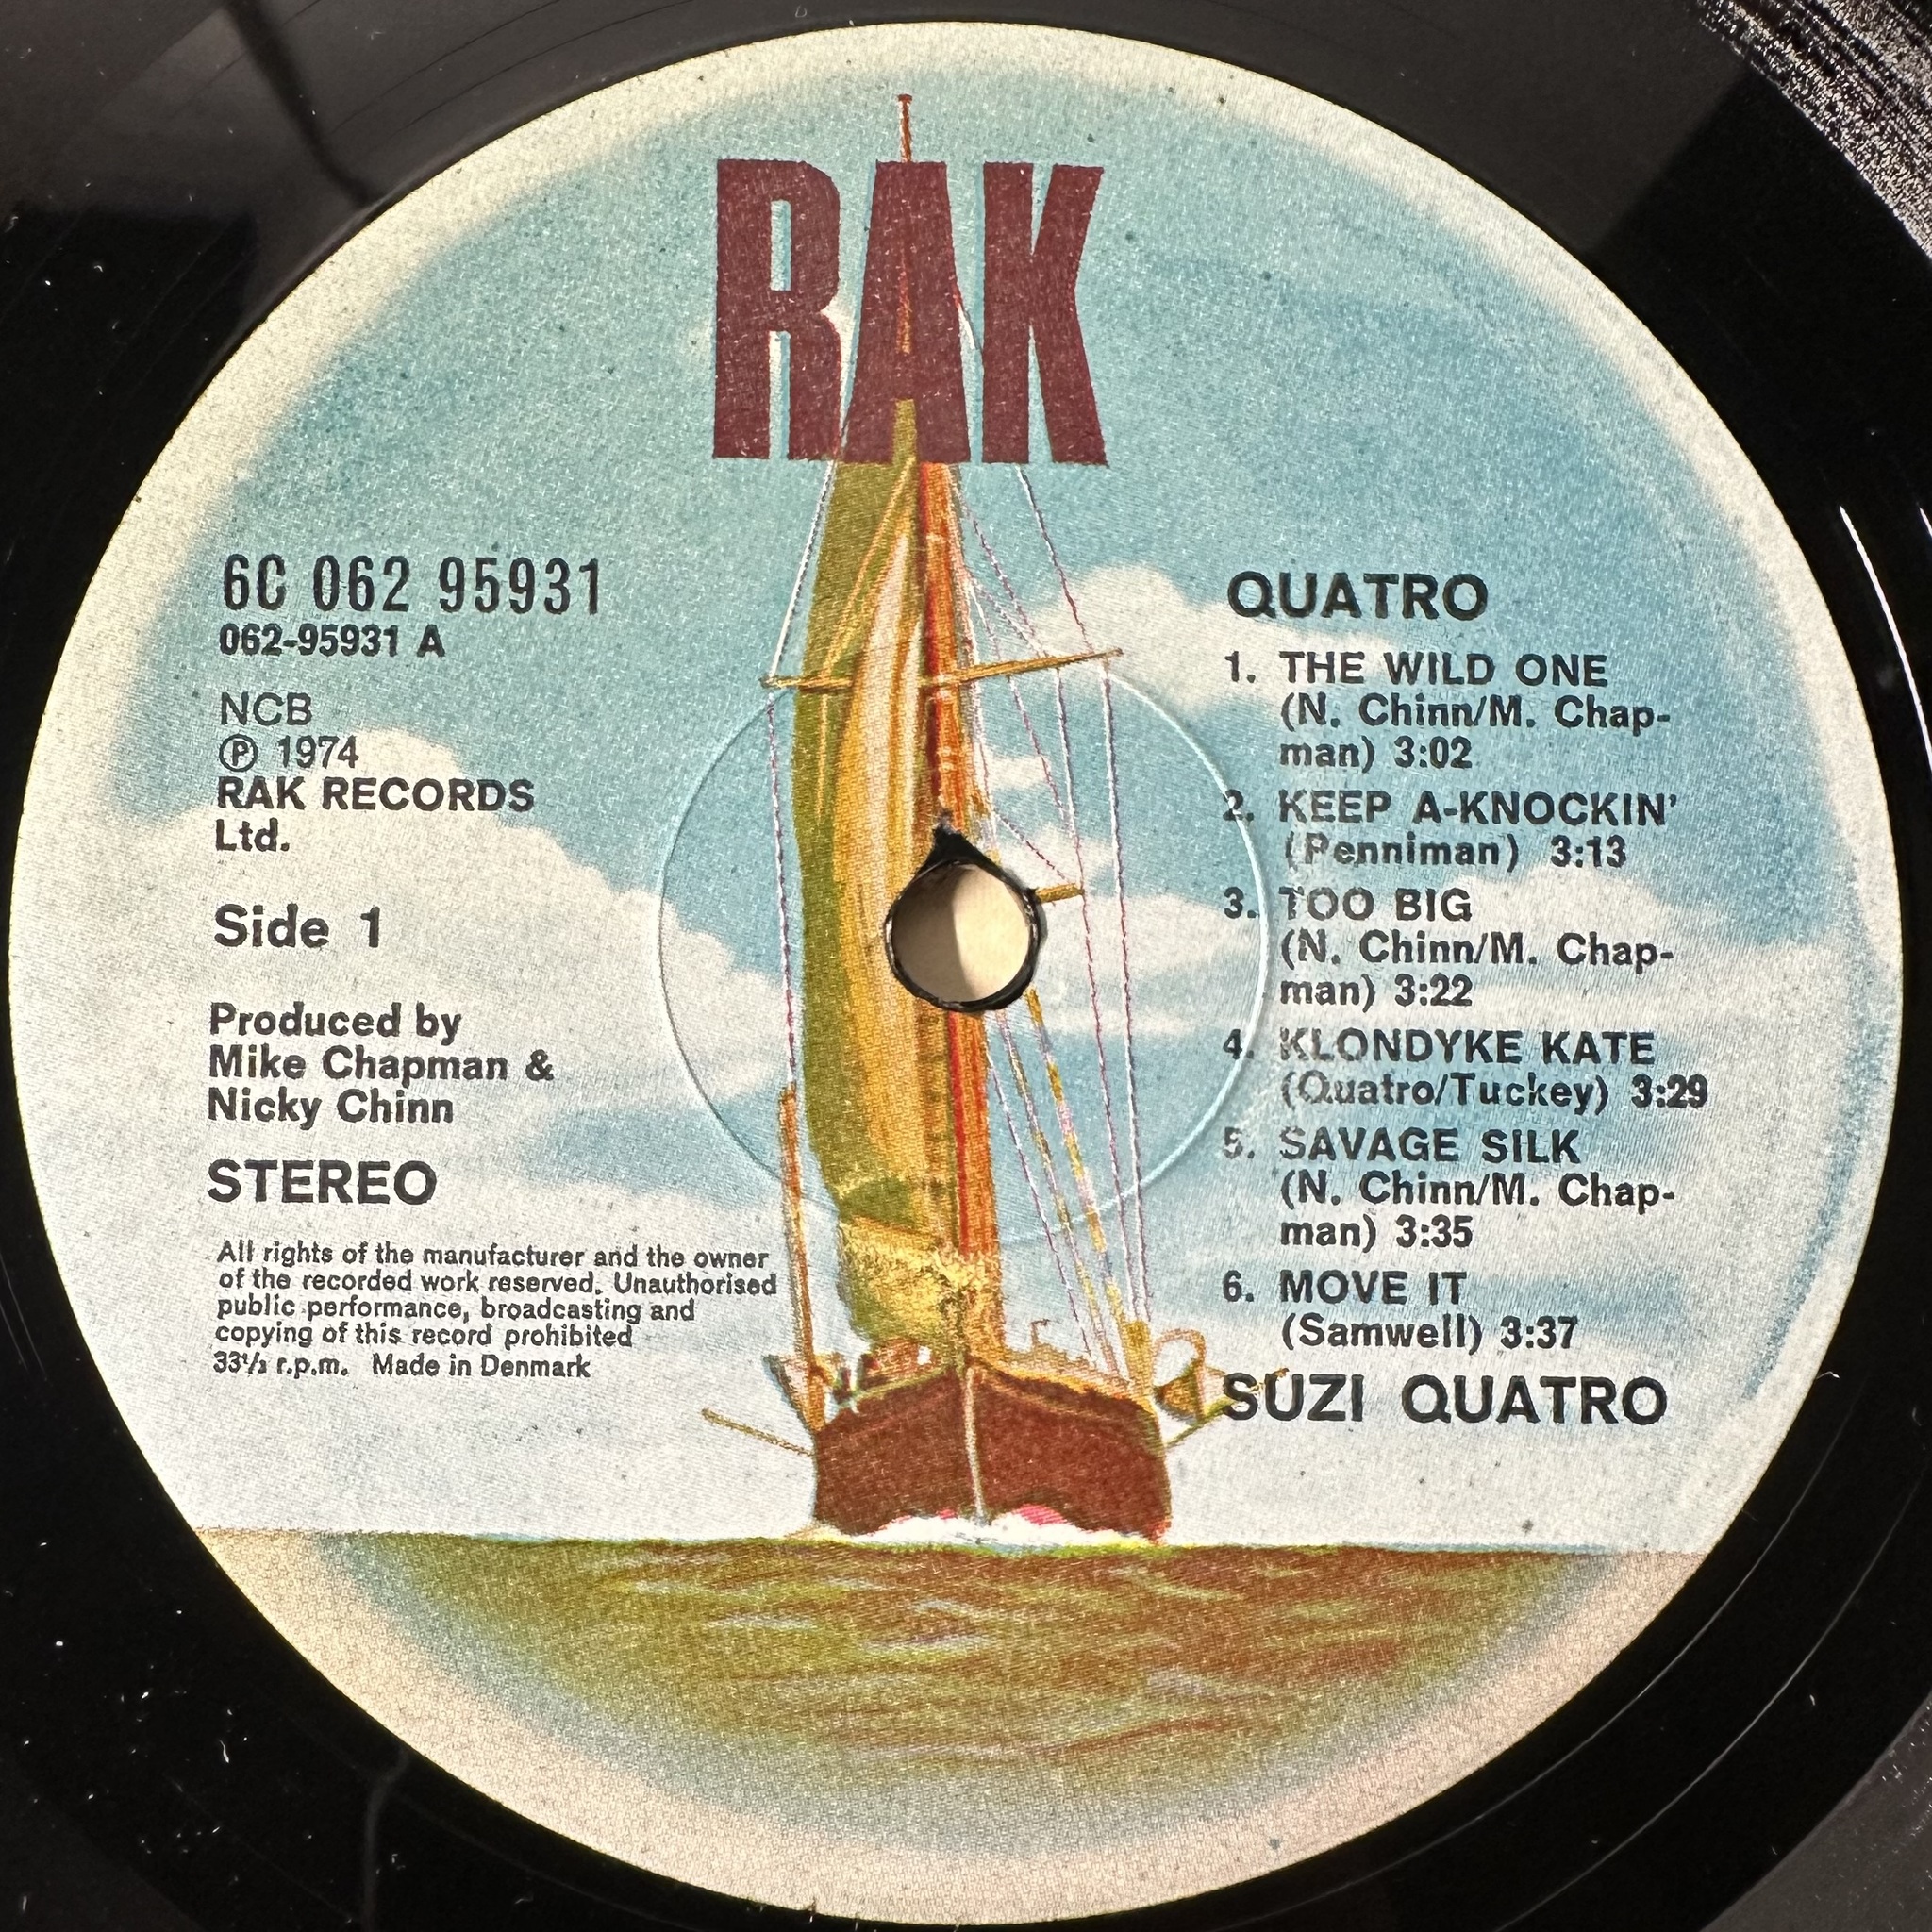 RAK
6C 062 95931
062-95931 A
NCB
℗ 1974
RAK RECORDS
Ltd.
Side 1
Produced by
Mike Chapman &
Nicky Chinn
STEREO
All rights of the manufacturer and the owner
of the recorded work reserved. Unauthorised
public performance, broadcasting and
copying of this record prohibited
33⅓ r.p.m. Made in Denmark
QUATRO
1. THE WILD ONE
(N. Chinn/M. Chap-
man) 3:02
2. KEEP A-KNOCKIN'
(Penniman) 3:13
3. TOO BIG
(N. Chinn/M. Chap-
man) 3:22
4. KLONDYKE KATE
(Quatro/Tuckey) 3:29
5. SAVAGE SILK
(N. Chinn/M. Chap-
man) 3:35
6. MOVE IT
(Samwell) 3:37
SUZI QUATRO